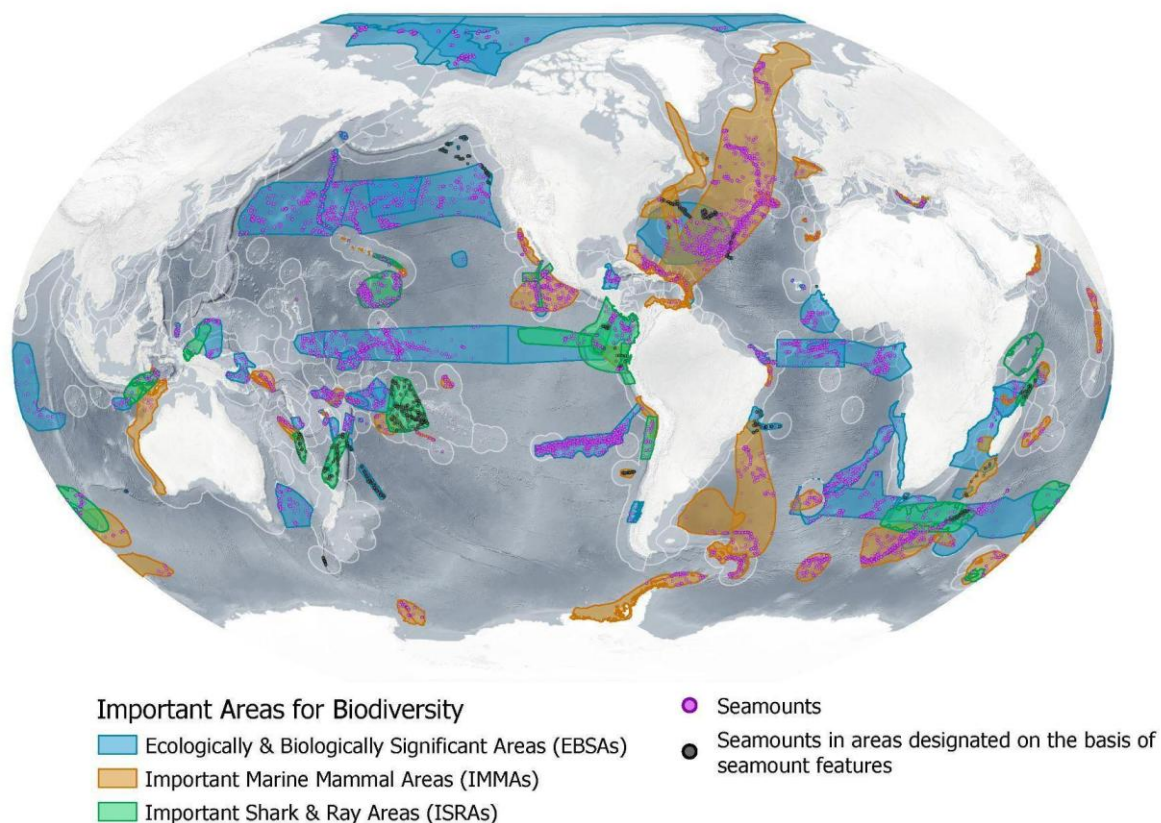 Important Areas for Biodiversity
Ecologically & Biologically Significant Areas (EBSAs)
Important Marine Mammal Areas (IMMAs)
Important Shark & Ray Areas (ISRAs)
Seamounts
Seamounts in areas designated on the basis of
seamount features